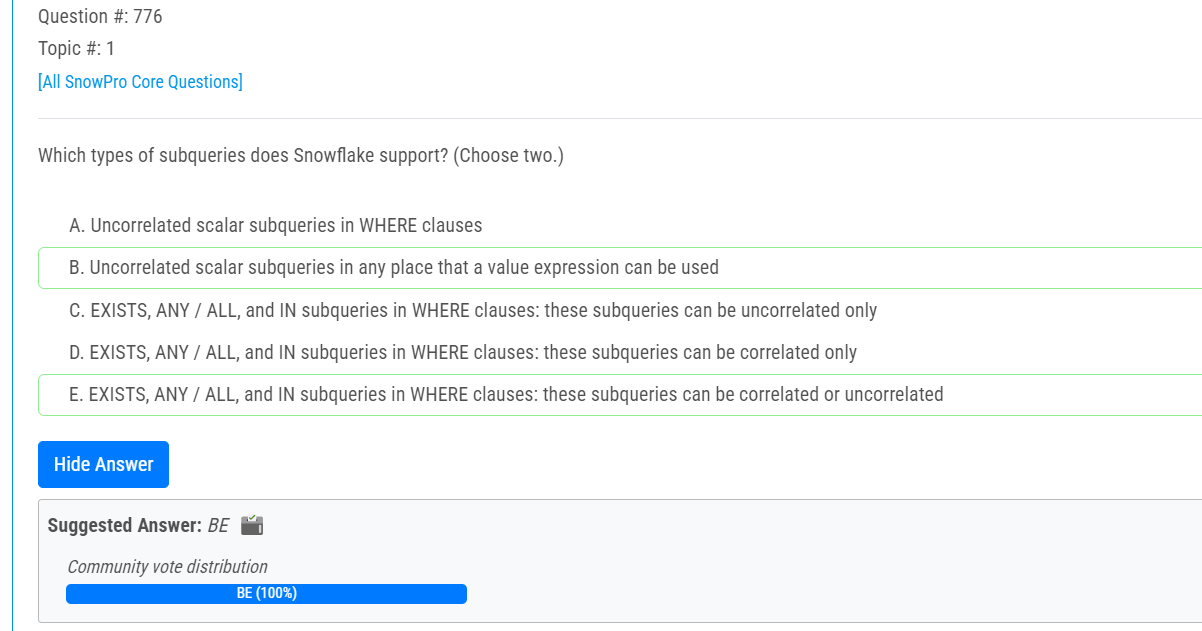 Question #: 776
Topic #: 1
[All SnowPro Core Questions]
Which types of subqueries does Snowflake support? (Choose two.)
A. Uncorrelated scalar subqueries in WHERE clauses
B. Uncorrelated scalar subqueries in any place that a value expression can be used
C. EXISTS, ANY / ALL, and IN subqueries in WHERE clauses: these subqueries can be uncorrelated only
D. EXISTS, ANY / ALL, and IN subqueries in WHERE clauses: these subqueries can be correlated only
E. EXISTS, ANY / ALL, and IN subqueries in WHERE clauses: these subqueries can be correlated or uncorrelated
Hide Answer
Suggested Answer: BE
Community vote distribution
BE (100%)